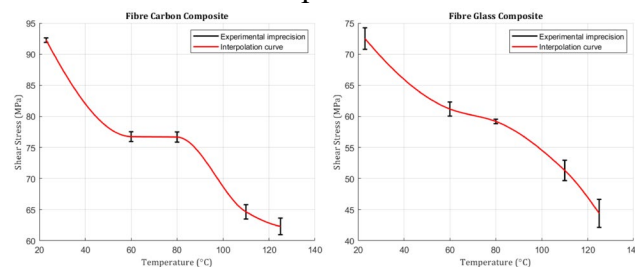 Fibre Carbon Composite
Experimental imprecision
Interpolation curve
Shear Stress (MPa)
95
90
85
80
75
70
65
60
20 40 60 80 100 120 140
Temperature (°C)
Fibre Glass Composite
Experimental imprecision
Interpolation curve
Shear Stress (MPa)
75
70
65
60
55
50
45
40
20 40 60 80 100 120 140
Temperature (°C)